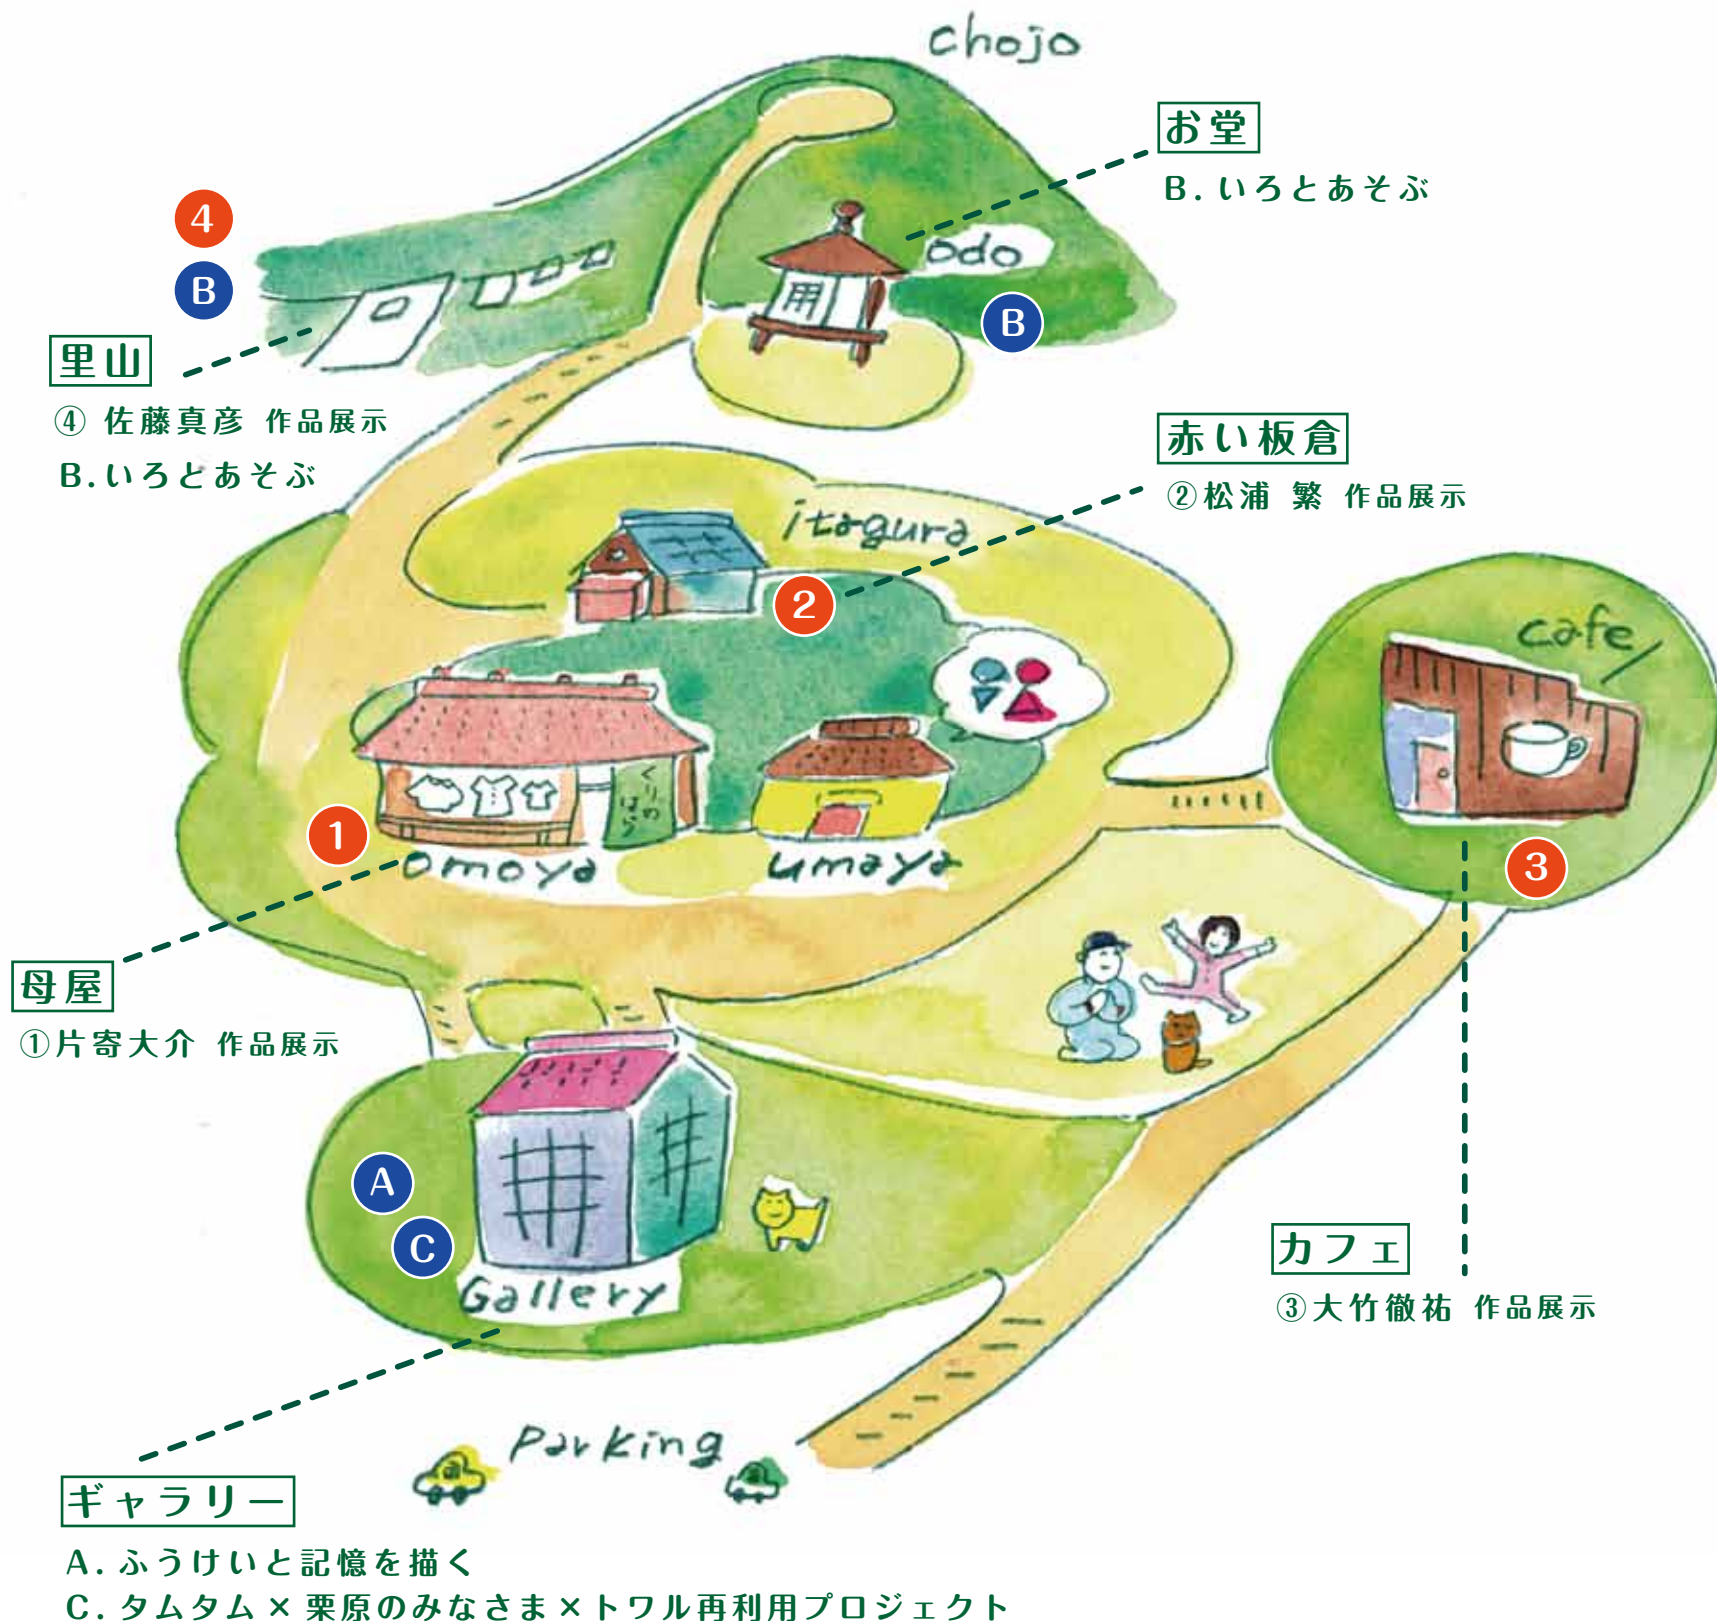 chojo
お堂
B. いろとあそぶ
4
B
odo
B
里山
④ 佐藤真彦 作品展示
B. いろとあそぶ
赤い板倉
②松浦 繁 作品展示
itagura
2
cafe
くりの
はら
1
omoya
umaya
3
母屋
①片寄大介 作品展示
A
C
Gallery
カフェ
③大竹徹祐 作品展示
parking
ギャラリー
A. ふうけいと記憶を描く
C. タムタム × 栗原のみなさま × トワル再利用プロジェクト